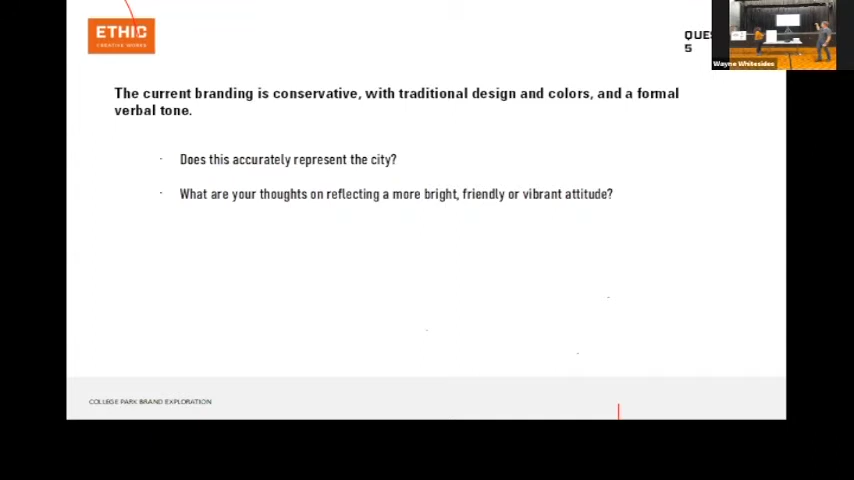 ETHIC
CREATIVE WORKS
5
Wayne Whitesides
The current branding is conservative, with traditional design and colors, and a formal
verbal tone.
· Does this accurately represent the city?
· What are your thoughts on reflecting a more bright, friendly or vibrant attitude?
COLLEGE PARK BRAND EXPLORATION